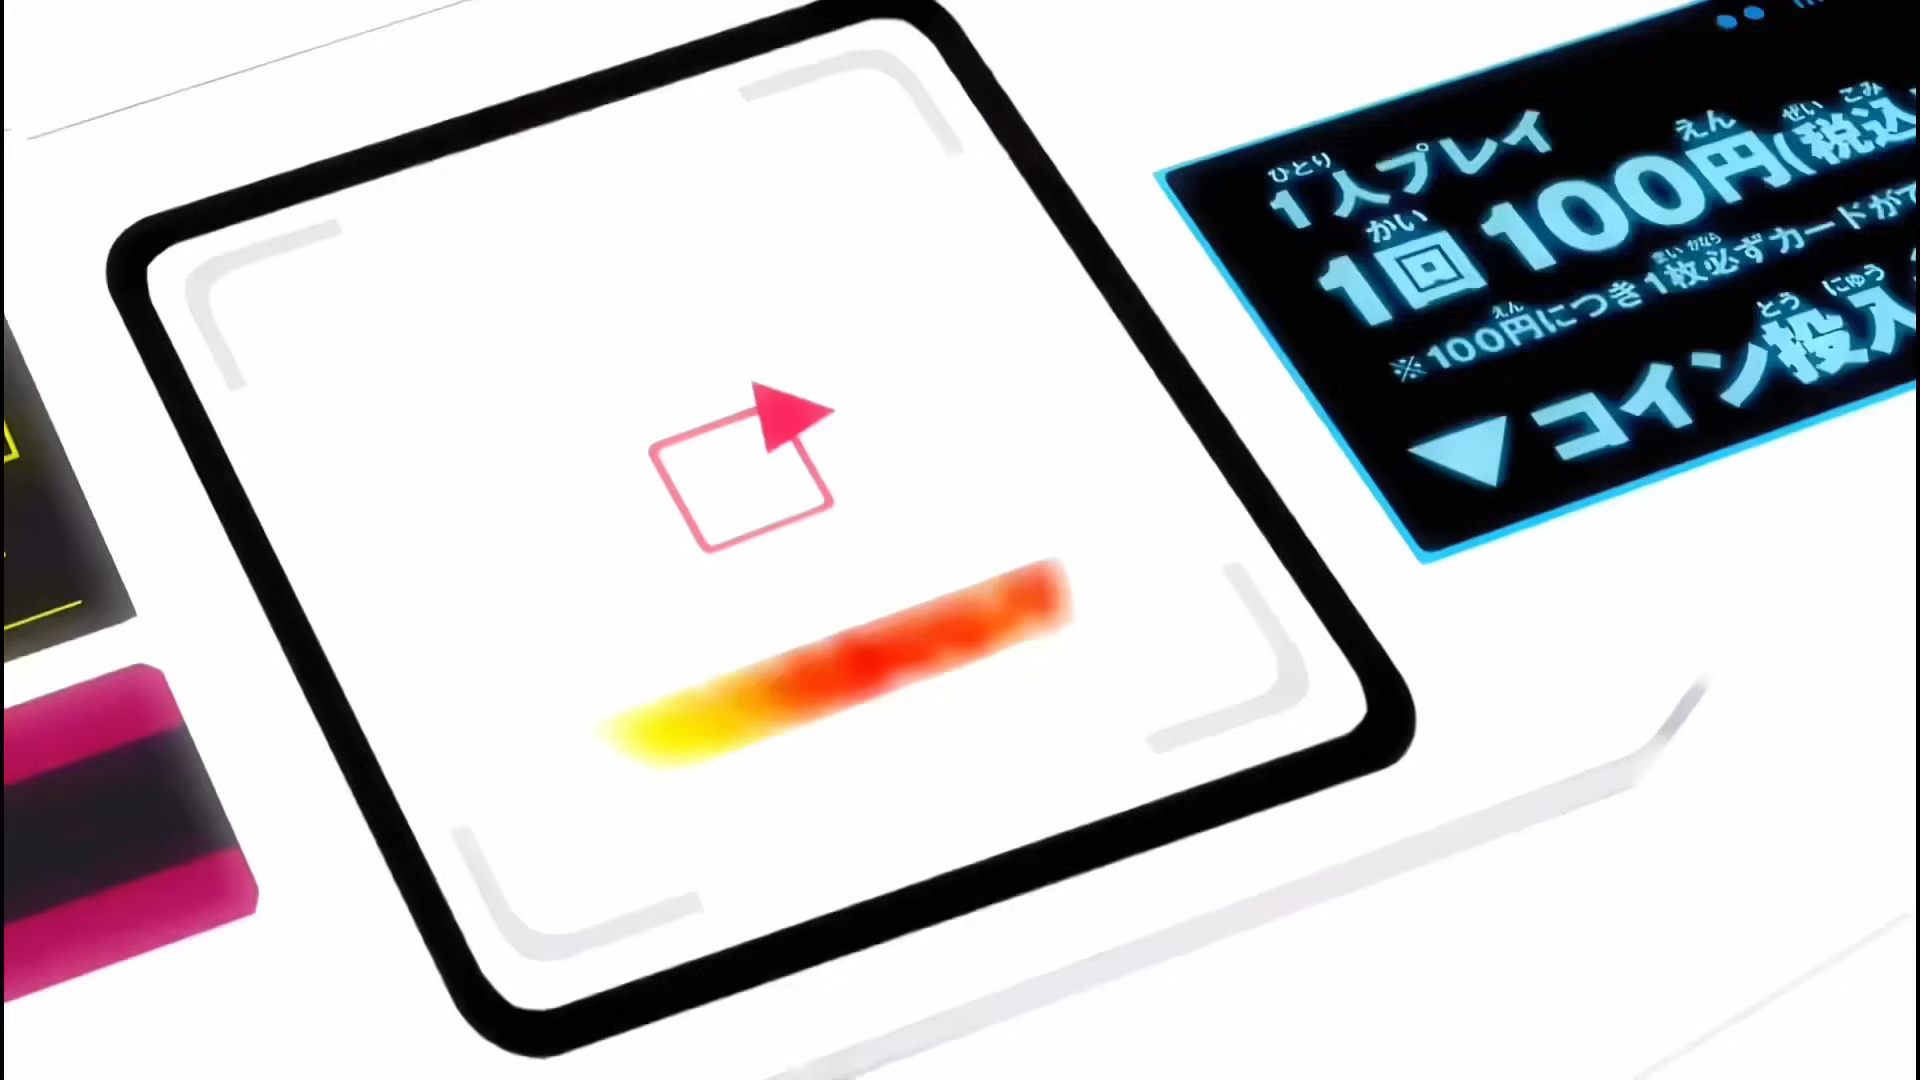 ひとり
1人プレイ
かい えん ぜい こみ
1回 100円(税込
えん まい かなら
※100円につき1枚必ずカードが
とう にゅう
▼コイン投入